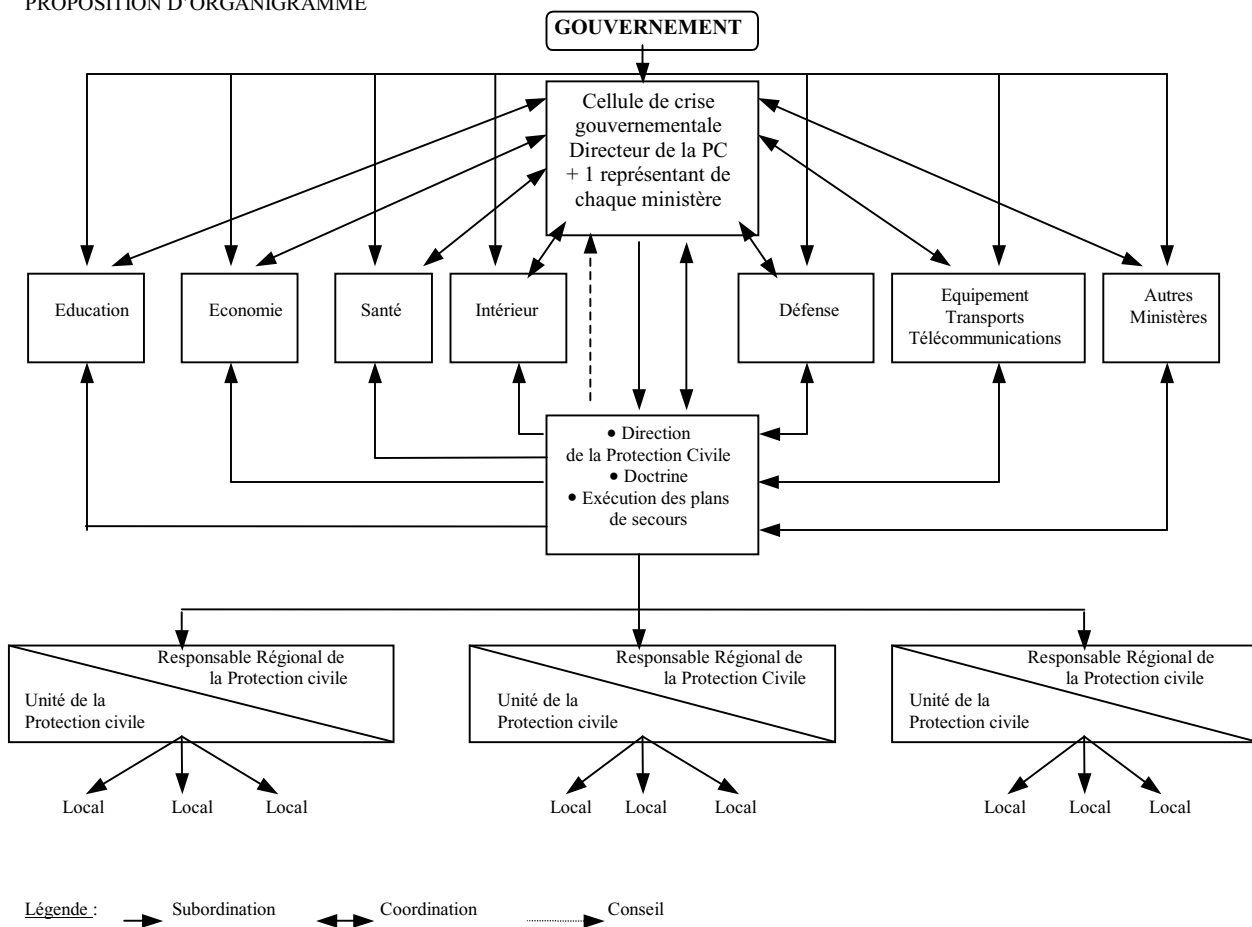 PROPOSITION D'ORGANIGRAMME
GOUVERNEMENT
Cellule de crise
gouvernementale
Directeur de la PC
+ 1 représentant de
chaque ministère
Education
Economie
Santé
Intérieur
Défense
Equipement
Transports
Télécommunications
Autres
Ministères
• Direction
de la Protection Civile
• Doctrine
• Exécution des plans
de secours
Responsable Régional de
la Protection civile
Unité de la
Protection civile
Responsable Régional de
la Protection Civile
Unité de la
Protection civile
Responsable Régional de
la Protection civile
Unité de la
Protection civile
Local Local Local
Local Local Local
Local Local Local
Légende : Subordination Coordination Conseil